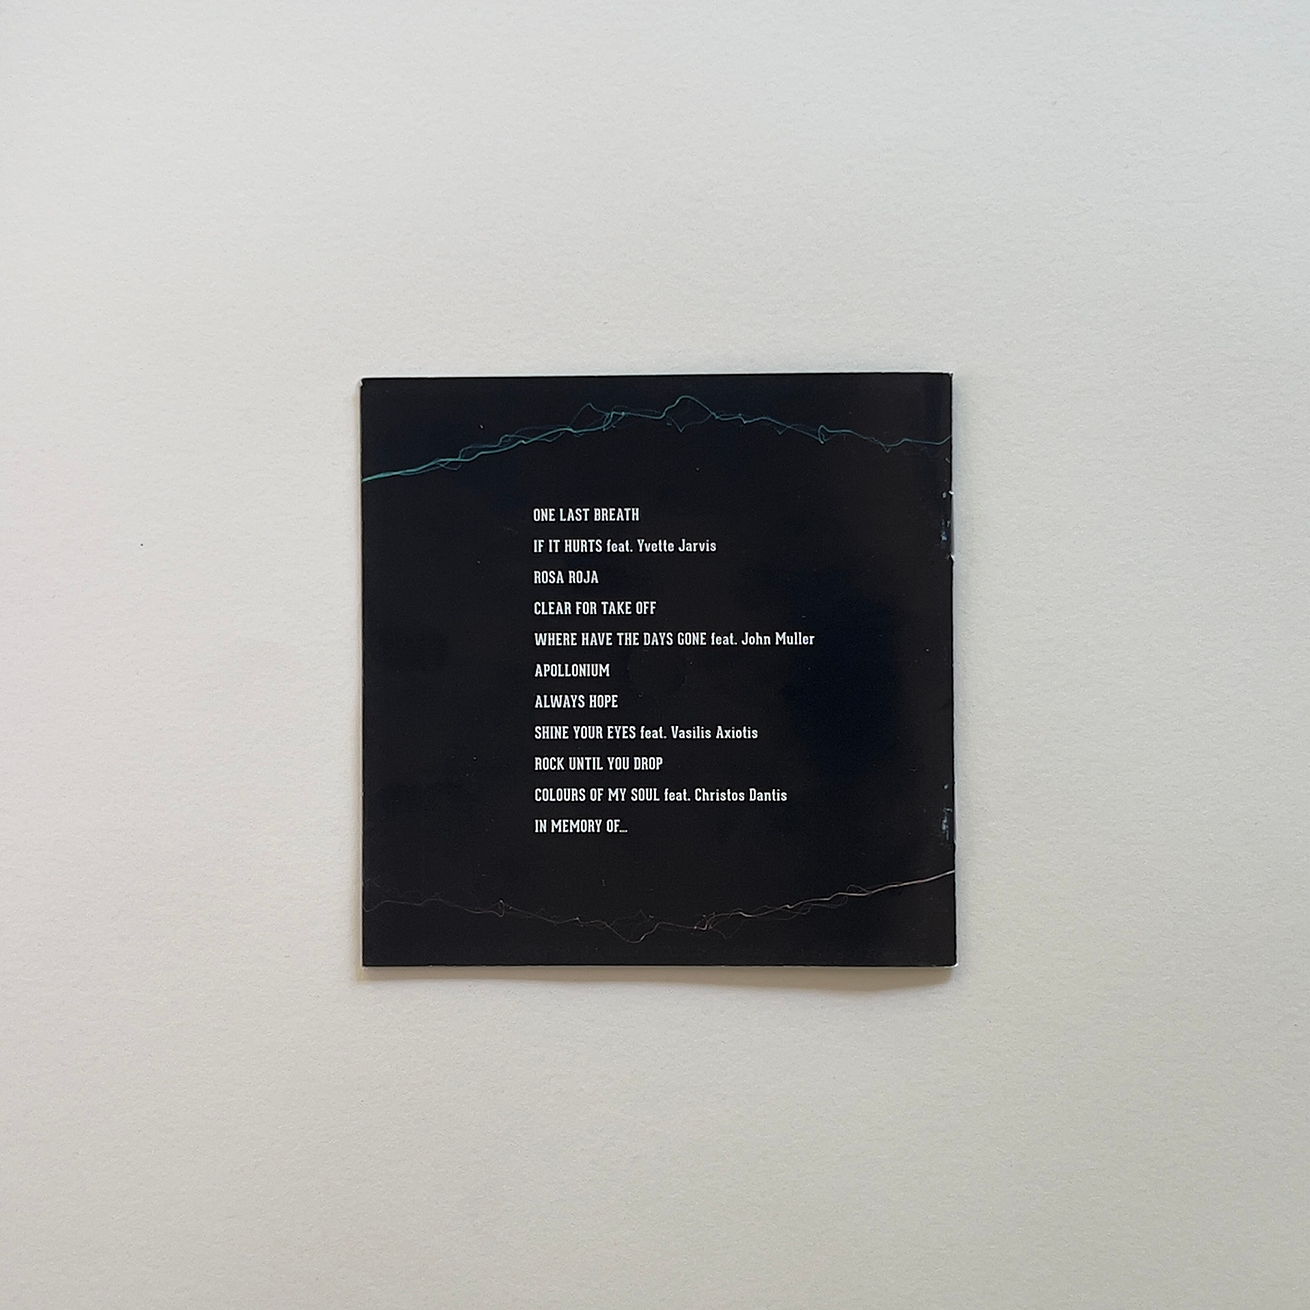 ONE LAST BREATH
IF IT HURTS feat. Yvette Jarvis
ROSA ROJA
CLEAR FOR TAKE OFF
WHERE HAVE THE DAYS GONE feat. John Muller
APOLLONIUM
ALWAYS HOPE
SHINE YOUR EYES feat. Vasilis Axiotis
ROCK UNTIL YOU DROP
COLOURS OF MY SOUL feat. Christos Dantis
IN MEMORY OF...